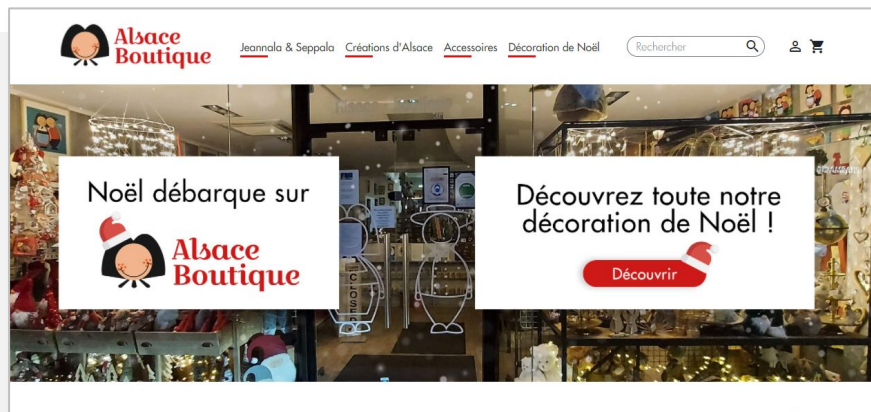 Alsace
Boutique
Jeannala & Seppala Créations d'Alsace Accessoires Décoration de Noël
Rechercher
Noël débarque sur
Alsace
Boutique
Découvrez toute notre
décoration de Noël !
Découvrir
CLOSED